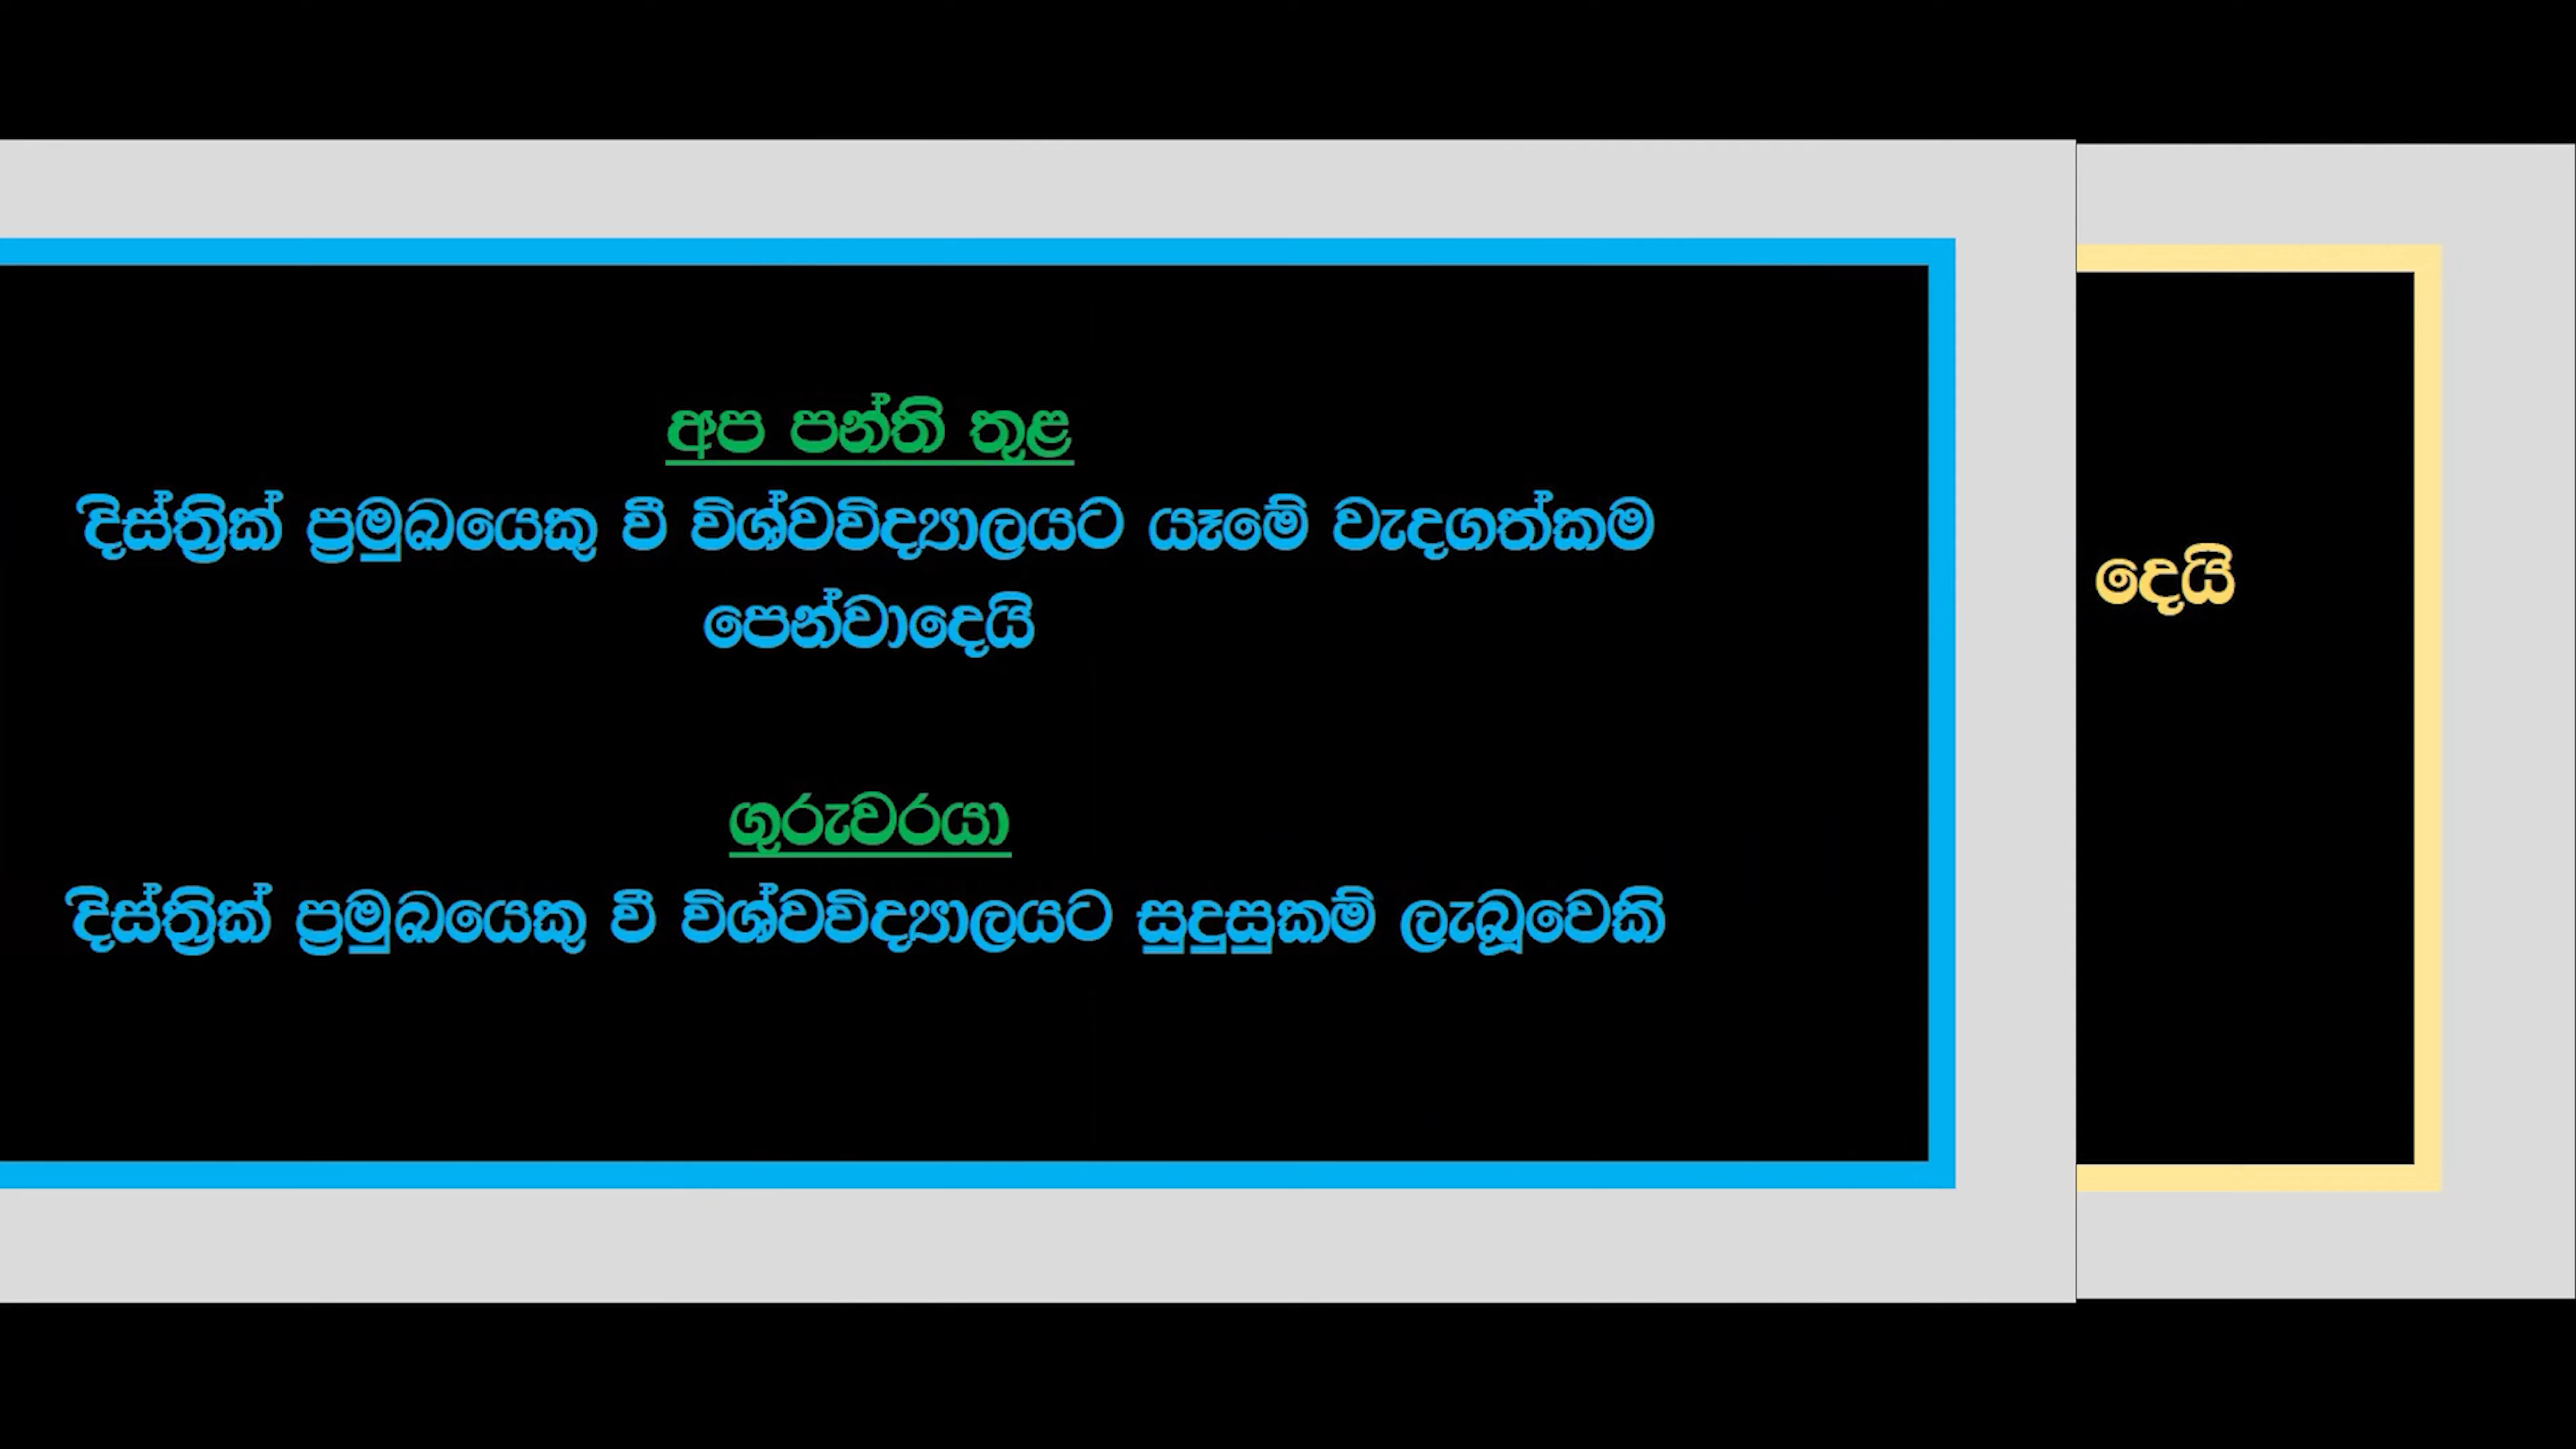 අප පන්ති තුළ
දිස්ත්‍රික් ප්‍රමුඛයෙකු වී විශ්වවිද්‍යාලයට යෑමේ වැදගත්කම
පෙන්වාදෙයි
ගුරුවරයා
දිස්ත්‍රික් ප්‍රමුඛයෙකු වී විශ්වවිද්‍යාලයට සුදුසුකම් ලැබූවෙකි
දෙයි